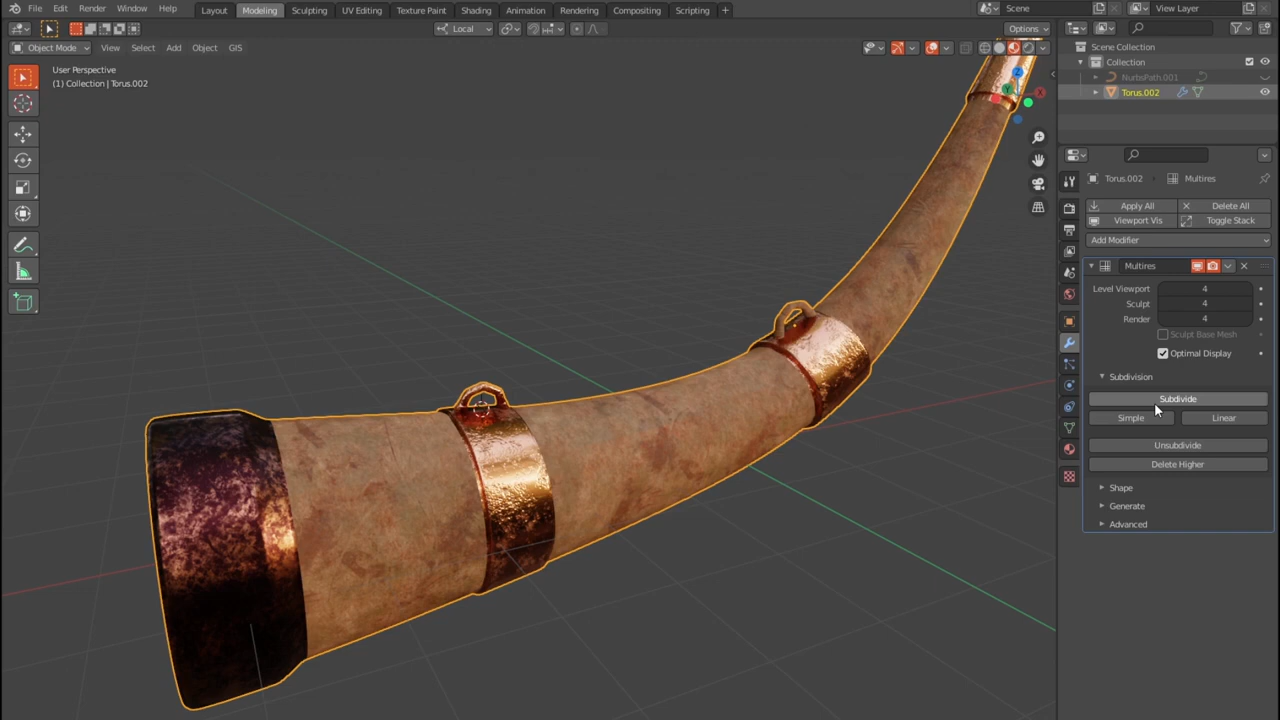 File Edit Render Window Help Layout Modeling Sculpting UV Editing Texture Paint Shading Animation Rendering Compositing Scripting + Scene View Layer
Local Options
Object Mode View Select Add Object GIS
User Perspective
(1) Collection | Torus.002
Scene Collection
Collection
NurbsPath.001
Torus.002
Torus.002 Multires
Apply All Delete All
Viewport Vis Toggle Stack
Add Modifier
Multires
Level Viewport 4
Sculpt 4
Render 4
Sculpt Base Mesh
Optimal Display
Subdivision
Subdivide
Simple Linear
Unsubdivide
Delete Higher
Shape
Generate
Advanced
Z
Y
X